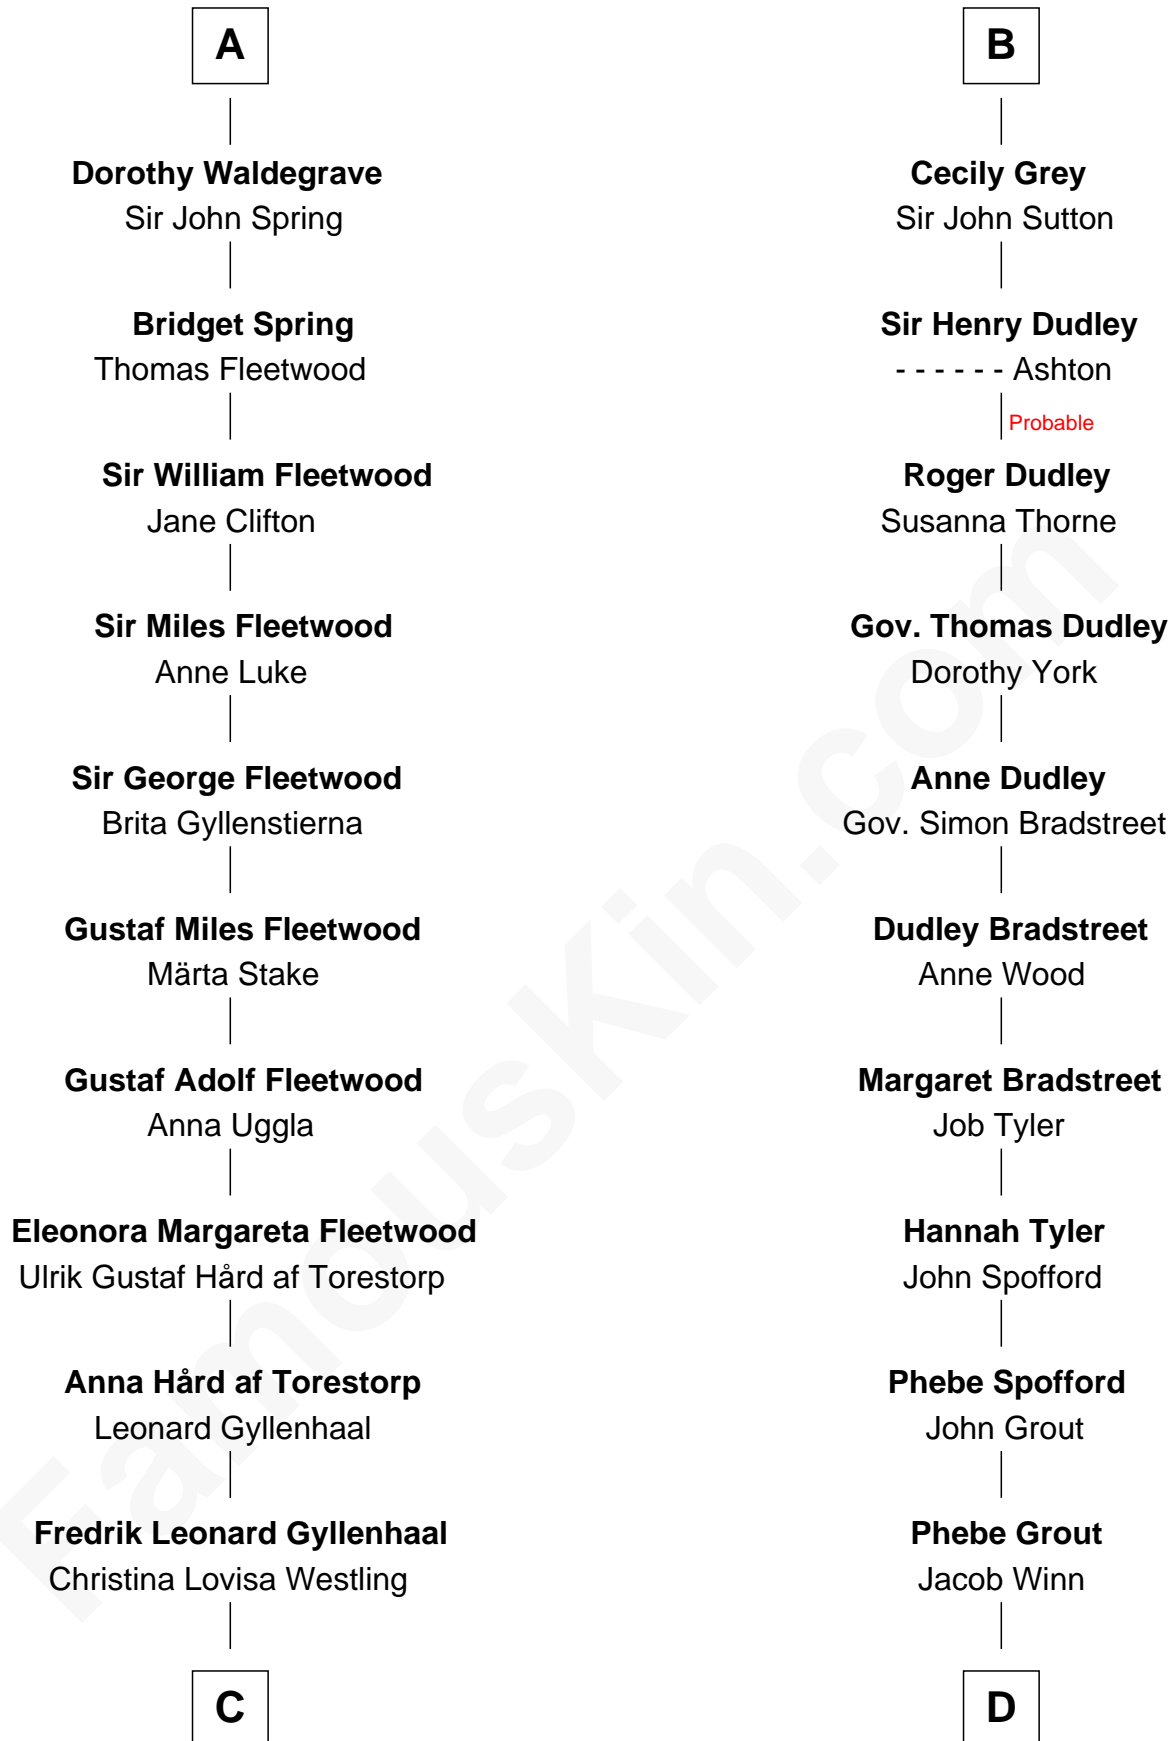 A
Dorothy Waldegrave
Sir John Spring
Bridget Spring
Thomas Fleetwood
Sir William Fleetwood
Jane Clifton
Sir Miles Fleetwood
Anne Luke
Sir George Fleetwood
Brita Gyllenstierna
Gustaf Miles Fleetwood
Märta Stake
Gustaf Adolf Fleetwood
Anna Uggla
Eleonora Margareta Fleetwood
Ulrik Gustaf Hård af Torestorp
Anna Hård af Torestorp
Leonard Gyllenhaal
Fredrik Leonard Gyllenhaal
Christina Lovisa Westling
C
B
Cecily Grey
Sir John Sutton
Sir Henry Dudley
- - - - - - Ashton
Probable
Roger Dudley
Susanna Thorne
Gov. Thomas Dudley
Dorothy York
Anne Dudley
Gov. Simon Bradstreet
Dudley Bradstreet
Anne Wood
Margaret Bradstreet
Job Tyler
Hannah Tyler
John Spofford
Phebe Spofford
John Grout
Phebe Grout
Jacob Winn
D
FamousKin.com